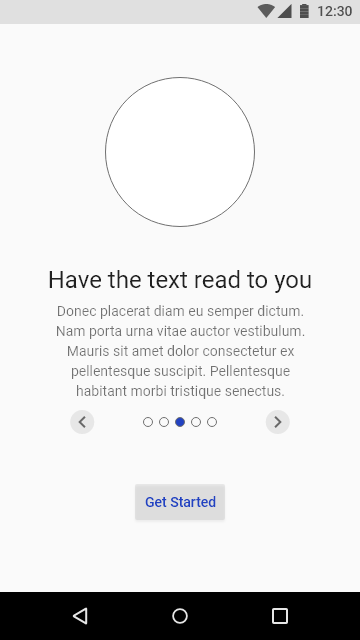 12:30
Have the text read to you
Donec placerat diam eu semper dictum.
Nam porta urna vitae auctor vestibulum.
Mauris sit amet dolor consectetur ex
pellentesque suscipit. Pellentesque
habitant morbi tristique senectus.
Get Started